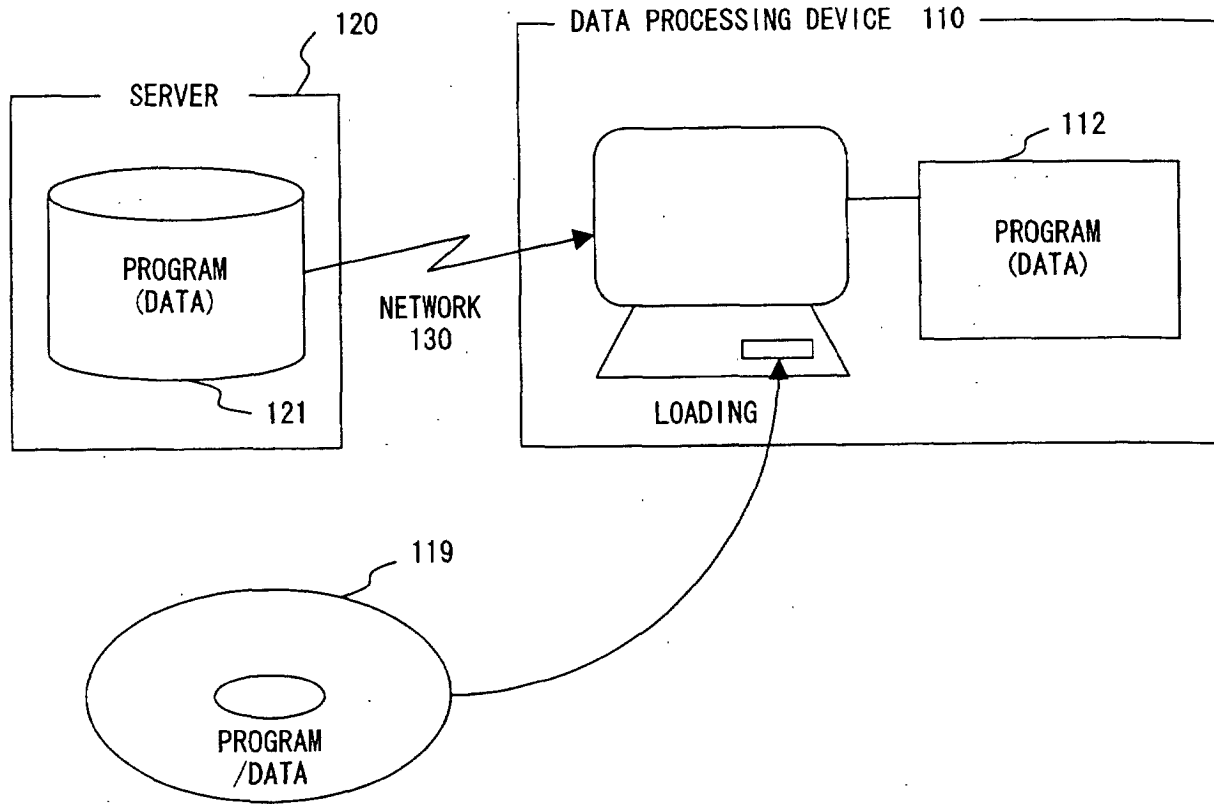 120
SERVER
PROGRAM
(DATA)
121
NETWORK
130
DATA PROCESSING DEVICE 110
112
PROGRAM
(DATA)
LOADING
119
PROGRAM
/DATA